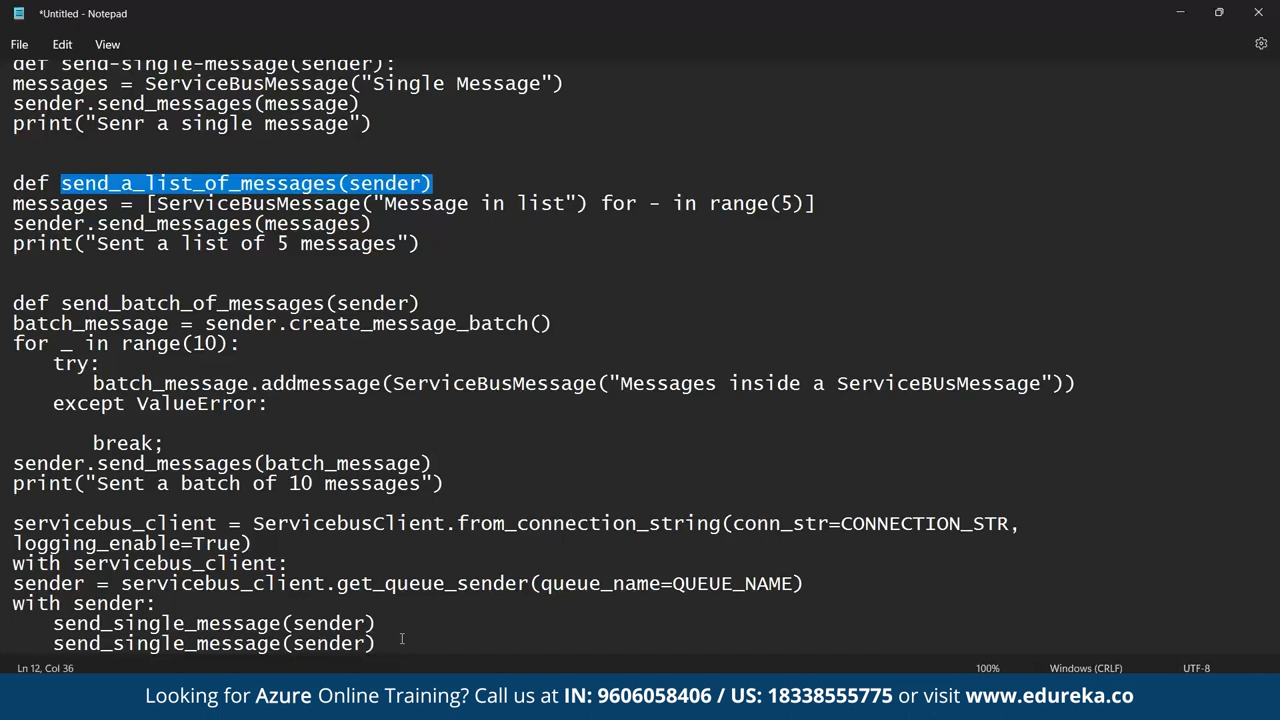 *Untitled - Notepad
File Edit View
def send-single-message(sender):
messages = ServiceBusMessage("Single Message")
sender.send_messages(message)
print("Senr a single message")
def send_a_list_of_messages(sender)
messages = [ServiceBusMessage("Message in list") for - in range(5)]
sender.send_messages(messages)
print("Sent a list of 5 messages")
def send_batch_of_messages(sender)
batch_message = sender.create_message_batch()
for _ in range(10):
try:
batch_message.addmessage(ServiceBUsMessage("Messages inside a ServiceBUsMessage"))
except ValueError:
break;
sender.send_messages(batch_message)
print("Sent a batch of 10 messages")
servicebus_client = ServicebusClient.from_connection_string(conn_str=CONNECTION_STR,
logging_enable=True)
with servicebus_client:
sender = servicebus_client.get_queue_sender(queue_name=QUEUE_NAME)
with sender:
send_single_message(sender)
send_single_message(sender)
Ln 12, Col 36 100% Windows (CRLF) UTF-8
Looking for Azure Online Training? Call us at IN: 9606058406 / US: 18338555775 or visit www.edureka.co